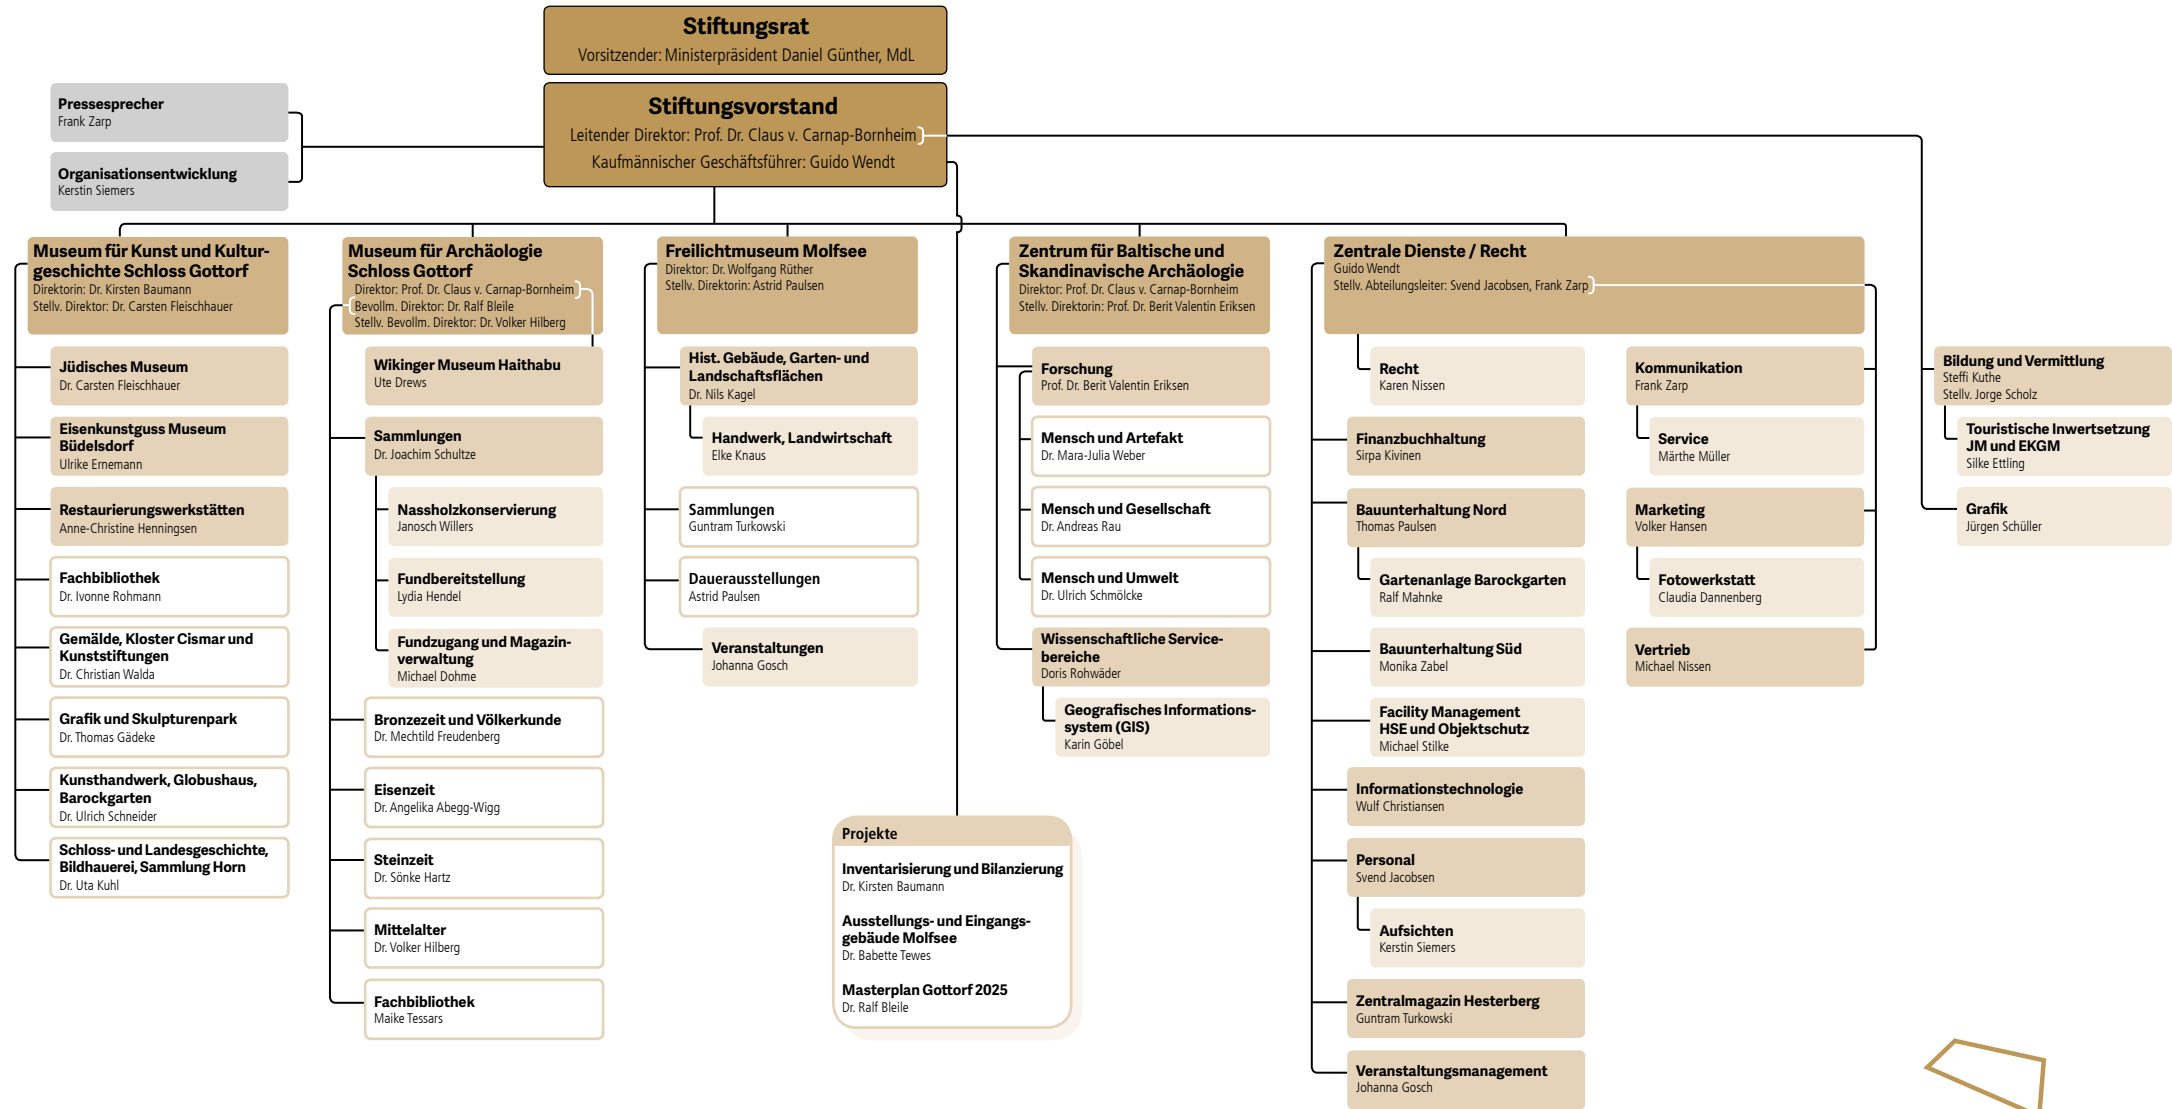 Stiftungsrat
Vorsitzender: Ministerpräsident Daniel Günther, MdL
Stiftungsvorstand
Leitender Direktor: Prof. Dr. Claus v. Carnap-Bornheim
Kaufmännischer Geschäftsführer: Guido Wendt
Pressesprecher
Frank Zarp
Organisationsentwicklung
Kerstin Siemers
Museum für Kunst und Kultur-
geschichte Schloss Gottorf
Direktorin: Dr. Kirsten Baumann
Stellv. Direktor: Dr. Carsten Fleischhauer
Jüdisches Museum
Dr. Carsten Fleischhauer
Eisenkunstguss Museum
Büdelsdorf
Ulrike Ernemann
Restaurierungswerkstätten
Anne-Christine Henningsen
Fachbibliothek
Dr. Ivonne Rohmann
Gemälde, Kloster Cismar und
Kunststiftungen
Dr. Christian Walda
Grafik und Skulpturenpark
Dr. Thomas Gädeke
Kunsthandwerk, Globushaus,
Barockgarten
Dr. Ulrich Schneider
Schloss- und Landesgeschichte,
Bildhauerei, Sammlung Horn
Dr. Uta Kuhl
Museum für Archäologie
Schloss Gottorf
Direktor: Prof. Dr. Claus v. Carnap-Bornheim
Bevollm. Direktor: Dr. Ralf Bleile
Stellv. Bevollm. Direktor: Dr. Volker Hilberg
Wikinger Museum Haithabu
Ute Drews
Sammlungen
Dr. Joachim Schultze
Nassholzkonservierung
Janosch Willers
Fundbereitstellung
Lydia Hendel
Fundzugang und Magazin-
verwaltung
Michael Dohme
Bronzezeit und Völkerkunde
Dr. Mechtild Freudenberg
Eisenzeit
Dr. Angelika Abegg-Wigg
Steinzeit
Dr. Sönke Hartz
Mittelalter
Dr. Volker Hilberg
Fachbibliothek
Maike Tessars
Freilichtmuseum Molfsee
Direktor: Dr. Wolfgang Rüther
Stellv. Direktorin: Astrid Paulsen
Hist. Gebäude, Garten- und
Landschaftsflächen
Dr. Nils Kagel
Handwerk, Landwirtschaft
Elke Knaus
Sammlungen
Guntram Turkowski
Dauerausstellungen
Astrid Paulsen
Veranstaltungen
Johanna Gosch
Projekte
Inventarisierung und Bilanzierung
Dr. Kirsten Baumann
Ausstellungs- und Eingangs-
gebäude Molfsee
Dr. Babette Tewes
Masterplan Gottorf 2025
Dr. Ralf Bleile
Zentrum für Baltische und
Skandinavische Archäologie
Direktor: Prof. Dr. Claus v. Carnap-Bornheim
Stellv. Direktorin: Prof. Dr. Berit Valentin Eriksen
Forschung
Prof. Dr. Berit Valentin Eriksen
Mensch und Artefakt
Dr. Mara-Julia Weber
Mensch und Gesellschaft
Dr. Andreas Rau
Mensch und Umwelt
Dr. Ulrich Schmölcke
Wissenschaftliche Service-
bereiche
Doris Rohwäder
Geografisches Informations-
system (GIS)
Karin Göbel
Zentrale Dienste / Recht
Guido Wendt
Stellv. Abteilungsleiter: Svend Jacobsen, Frank Zarp
Recht
Karen Nissen
Finanzbuchhaltung
Sirpa Kivinen
Bauunterhaltung Nord
Thomas Paulsen
Gartenanlage Barockgarten
Ralf Mahnke
Bauunterhaltung Süd
Monika Zabel
Facility Management
HSE und Objektschutz
Michael Stilke
Informationstechnologie
Wulf Christiansen
Personal
Svend Jacobsen
Aufsichten
Kerstin Siemers
Zentralmagazin Hesterberg
Guntram Turkowski
Veranstaltungsmanagement
Johanna Gosch
Kommunikation
Frank Zarp
Service
Märthe Müller
Marketing
Volker Hansen
Fotowerkstatt
Claudia Dannenberg
Vertrieb
Michael Nissen
Bildung und Vermittlung
Steffi Kuthe
Stellv. Jorge Scholz
Touristische Inwertsetzung
JM und EKGM
Silke Ettling
Grafik
Jürgen Schüller